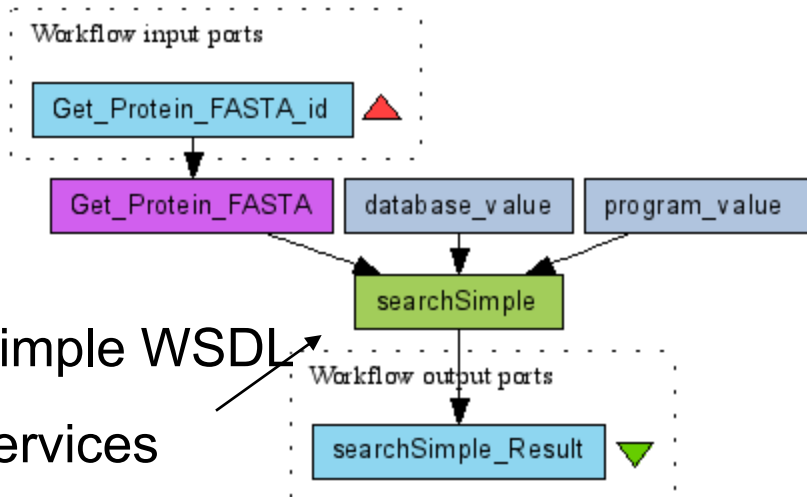 Workflow input ports
Get_Protein_FASTA_id
Get_Protein_FASTA database_value program_value
searchSimple
imple WSDL
Workflow output ports
ervices
searchSimple_Result